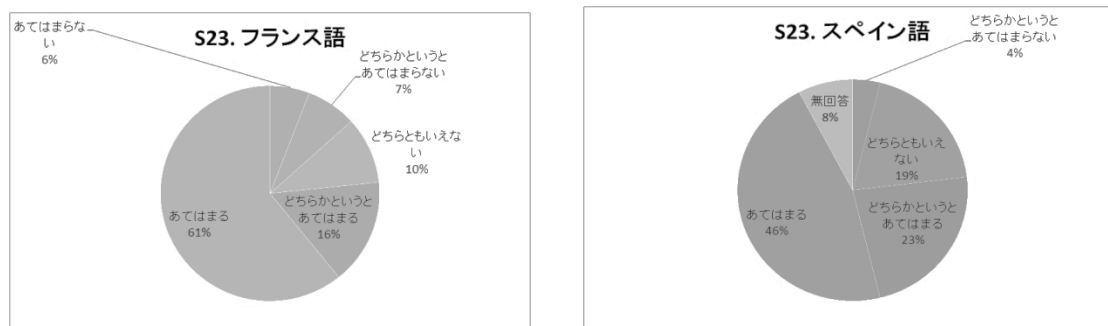 S23. フランス語
あてはまらな
い
6%
どちらかというと
あてはまらない
7%
どちらともいえな
い
10%
どちらかというと
あてはまる
16%
あてはまる
61%
S23. スペイン語
どちらかというと
あてはまらない
4%
無回答
8%
どちらともいえ
ない
19%
どちらかというと
あてはまる
23%
あてはまる
46%